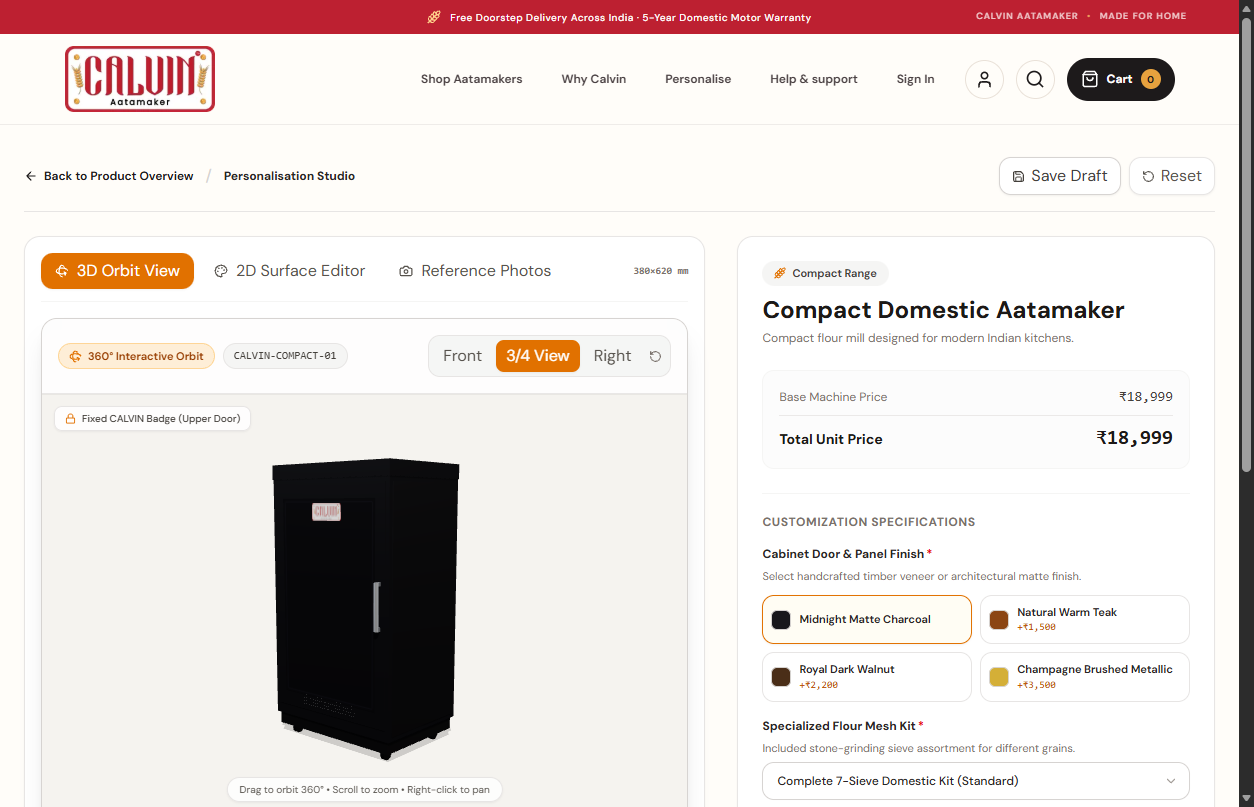 Free Doorstep Delivery Across India · 5-Year Domestic Motor Warranty
CALVIN AATAMAKER • MADE FOR HOME
CALVIN
Aatamaker
Shop Aatamakers
Why Calvin
Personalise
Help & support
Sign In
Cart 0
Back to Product Overview / Personalisation Studio
Save Draft
Reset
3D Orbit View
2D Surface Editor
Reference Photos
380×620 mm
360° Interactive Orbit
CALVIN-COMPACT-01
Front
3/4 View
Right
Fixed CALVIN Badge (Upper Door)
CALVIN
Drag to orbit 360° • Scroll to zoom • Right-click to pan
Compact Range
Compact Domestic Aatamaker
Compact flour mill designed for modern Indian kitchens.
Base Machine Price ₹18,999
Total Unit Price ₹18,999
CUSTOMIZATION SPECIFICATIONS
Cabinet Door & Panel Finish *
Select handcrafted timber veneer or architectural matte finish.
Midnight Matte Charcoal
Natural Warm Teak
+₹1,500
Royal Dark Walnut
+₹2,200
Champagne Brushed Metallic
+₹3,500
Specialized Flour Mesh Kit *
Included stone-grinding sieve assortment for different grains.
Complete 7-Sieve Domestic Kit (Standard)